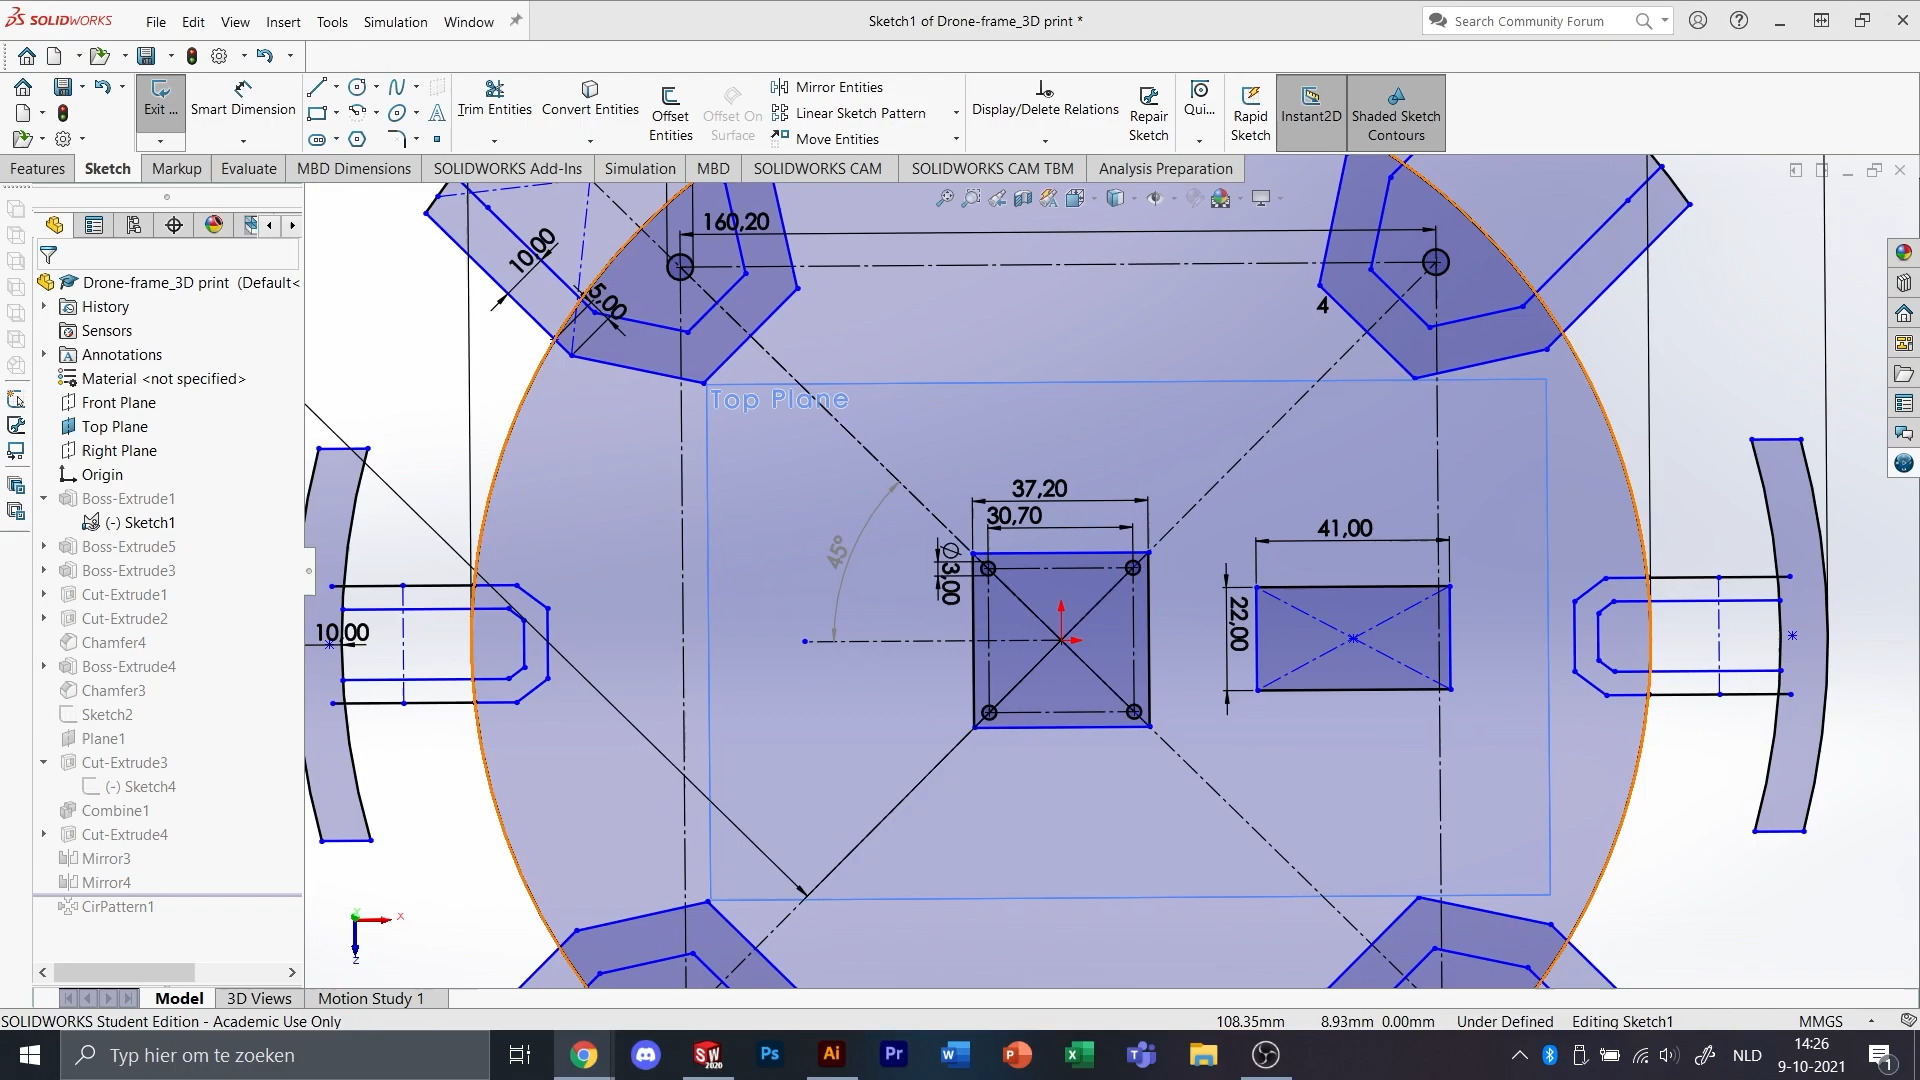 SOLIDWORKS
File
Edit
View
Insert
Tools
Simulation
Window
Sketch1 of Drone-frame_3D print *
Search Community Forum
Exit ...
Smart Dimension
Trim Entities
Convert Entities
Offset
Entities
Offset On
Surface
Mirror Entities
Linear Sketch Pattern
Move Entities
Display/Delete Relations
Repair
Sketch
Qui...
Rapid
Sketch
Instant2D
Shaded Sketch
Contours
Features
Sketch
Markup
Evaluate
MBD Dimensions
SOLIDWORKS Add-Ins
Simulation
MBD
SOLIDWORKS CAM
SOLIDWORKS CAM TBM
Analysis Preparation
Drone-frame_3D print (Default<
History
Sensors
Annotations
Material <not specified>
Front Plane
Top Plane
Right Plane
Origin
Boss-Extrude1
(-) Sketch1
Boss-Extrude5
Boss-Extrude3
Cut-Extrude1
Cut-Extrude2
Chamfer4
Boss-Extrude4
Chamfer3
Sketch2
Plane1
Cut-Extrude3
(-) Sketch4
Combine1
Cut-Extrude4
Mirror3
Mirror4
CirPattern1
160,20
10,00
5,00
4
Top Plane
37,20
30,70
45°
∅3,00
41,00
22,00
10,00
X
Y
Z
Model
3D Views
Motion Study 1
SOLIDWORKS Student Edition - Academic Use Only
108.35mm
8.93mm
0.00mm
Under Defined
Editing Sketch1
MMGS
Typ hier om te zoeken
SW
2020
Ps
Ai
Pr
NLD
14:26
9-10-2021
1